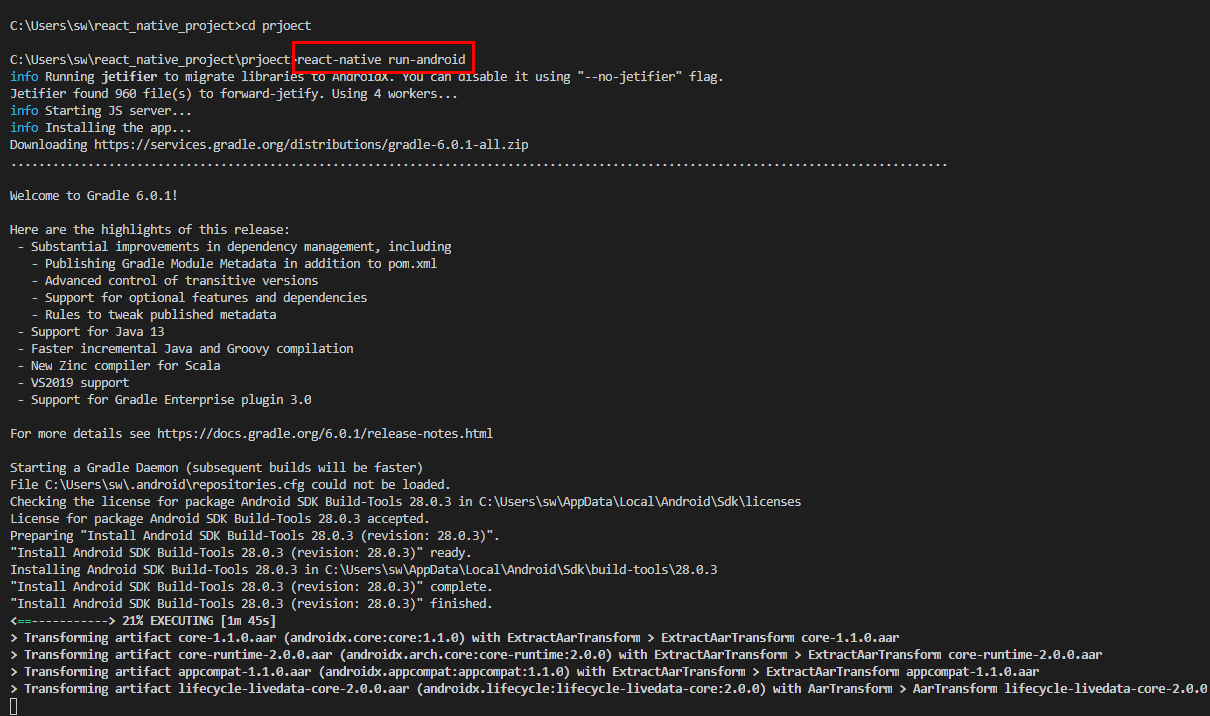 C:\Users\sw\react_native_project>cd prjoect
C:\Users\sw\react_native_project\prjoect>react-native run-android
info Running jetifier to migrate libraries to AndroidX. You can disable it using "--no-jetifier" flag.
Jetifier found 960 file(s) to forward-jetify. Using 4 workers...
info Starting JS server...
info Installing the app...
Downloading https://services.gradle.org/distributions/gradle-6.0.1-all.zip
......................................................................................................................................
Welcome to Gradle 6.0.1!
Here are the highlights of this release:
- Substantial improvements in dependency management, including
- Publishing Gradle Module Metadata in addition to pom.xml
- Advanced control of transitive versions
- Support for optional features and dependencies
- Rules to tweak published metadata
- Support for Java 13
- Faster incremental Java and Groovy compilation
- New Zinc compiler for Scala
- VS2019 support
- Support for Gradle Enterprise plugin 3.0
For more details see https://docs.gradle.org/6.0.1/release-notes.html
Starting a Gradle Daemon (subsequent builds will be faster)
File C:\Users\sw\.android\repositories.cfg could not be loaded.
Checking the license for package Android SDK Build-Tools 28.0.3 in C:\Users\sw\AppData\Local\Android\Sdk\licenses
License for package Android SDK Build-Tools 28.0.3 accepted.
Preparing "Install Android SDK Build-Tools 28.0.3 (revision: 28.0.3)".
"Install Android SDK Build-Tools 28.0.3 (revision: 28.0.3)" ready.
Installing Android SDK Build-Tools 28.0.3 in C:\Users\sw\AppData\Local\Android\Sdk\build-tools\28.0.3
"Install Android SDK Build-Tools 28.0.3 (revision: 28.0.3)" complete.
"Install Android SDK Build-Tools 28.0.3 (revision: 28.0.3)" finished.
<==-----------> 21% EXECUTING [1m 45s]
> Transforming artifact core-1.1.0.aar (androidx.core:core:1.1.0) with ExtractAarTransform > ExtractAarTransform core-1.1.0.aar
> Transforming artifact core-runtime-2.0.0.aar (androidx.arch.core:core-runtime:2.0.0) with ExtractAarTransform > ExtractAarTransform core-runtime-2.0.0.aar
> Transforming artifact appcompat-1.1.0.aar (androidx.appcompat:appcompat:1.1.0) with ExtractAarTransform > ExtractAarTransform appcompat-1.1.0.aar
> Transforming artifact lifecycle-livedata-core-2.0.0.aar (androidx.lifecycle:lifecycle-livedata-core:2.0.0) with AarTransform > AarTransform lifecycle-livedata-core-2.0.0